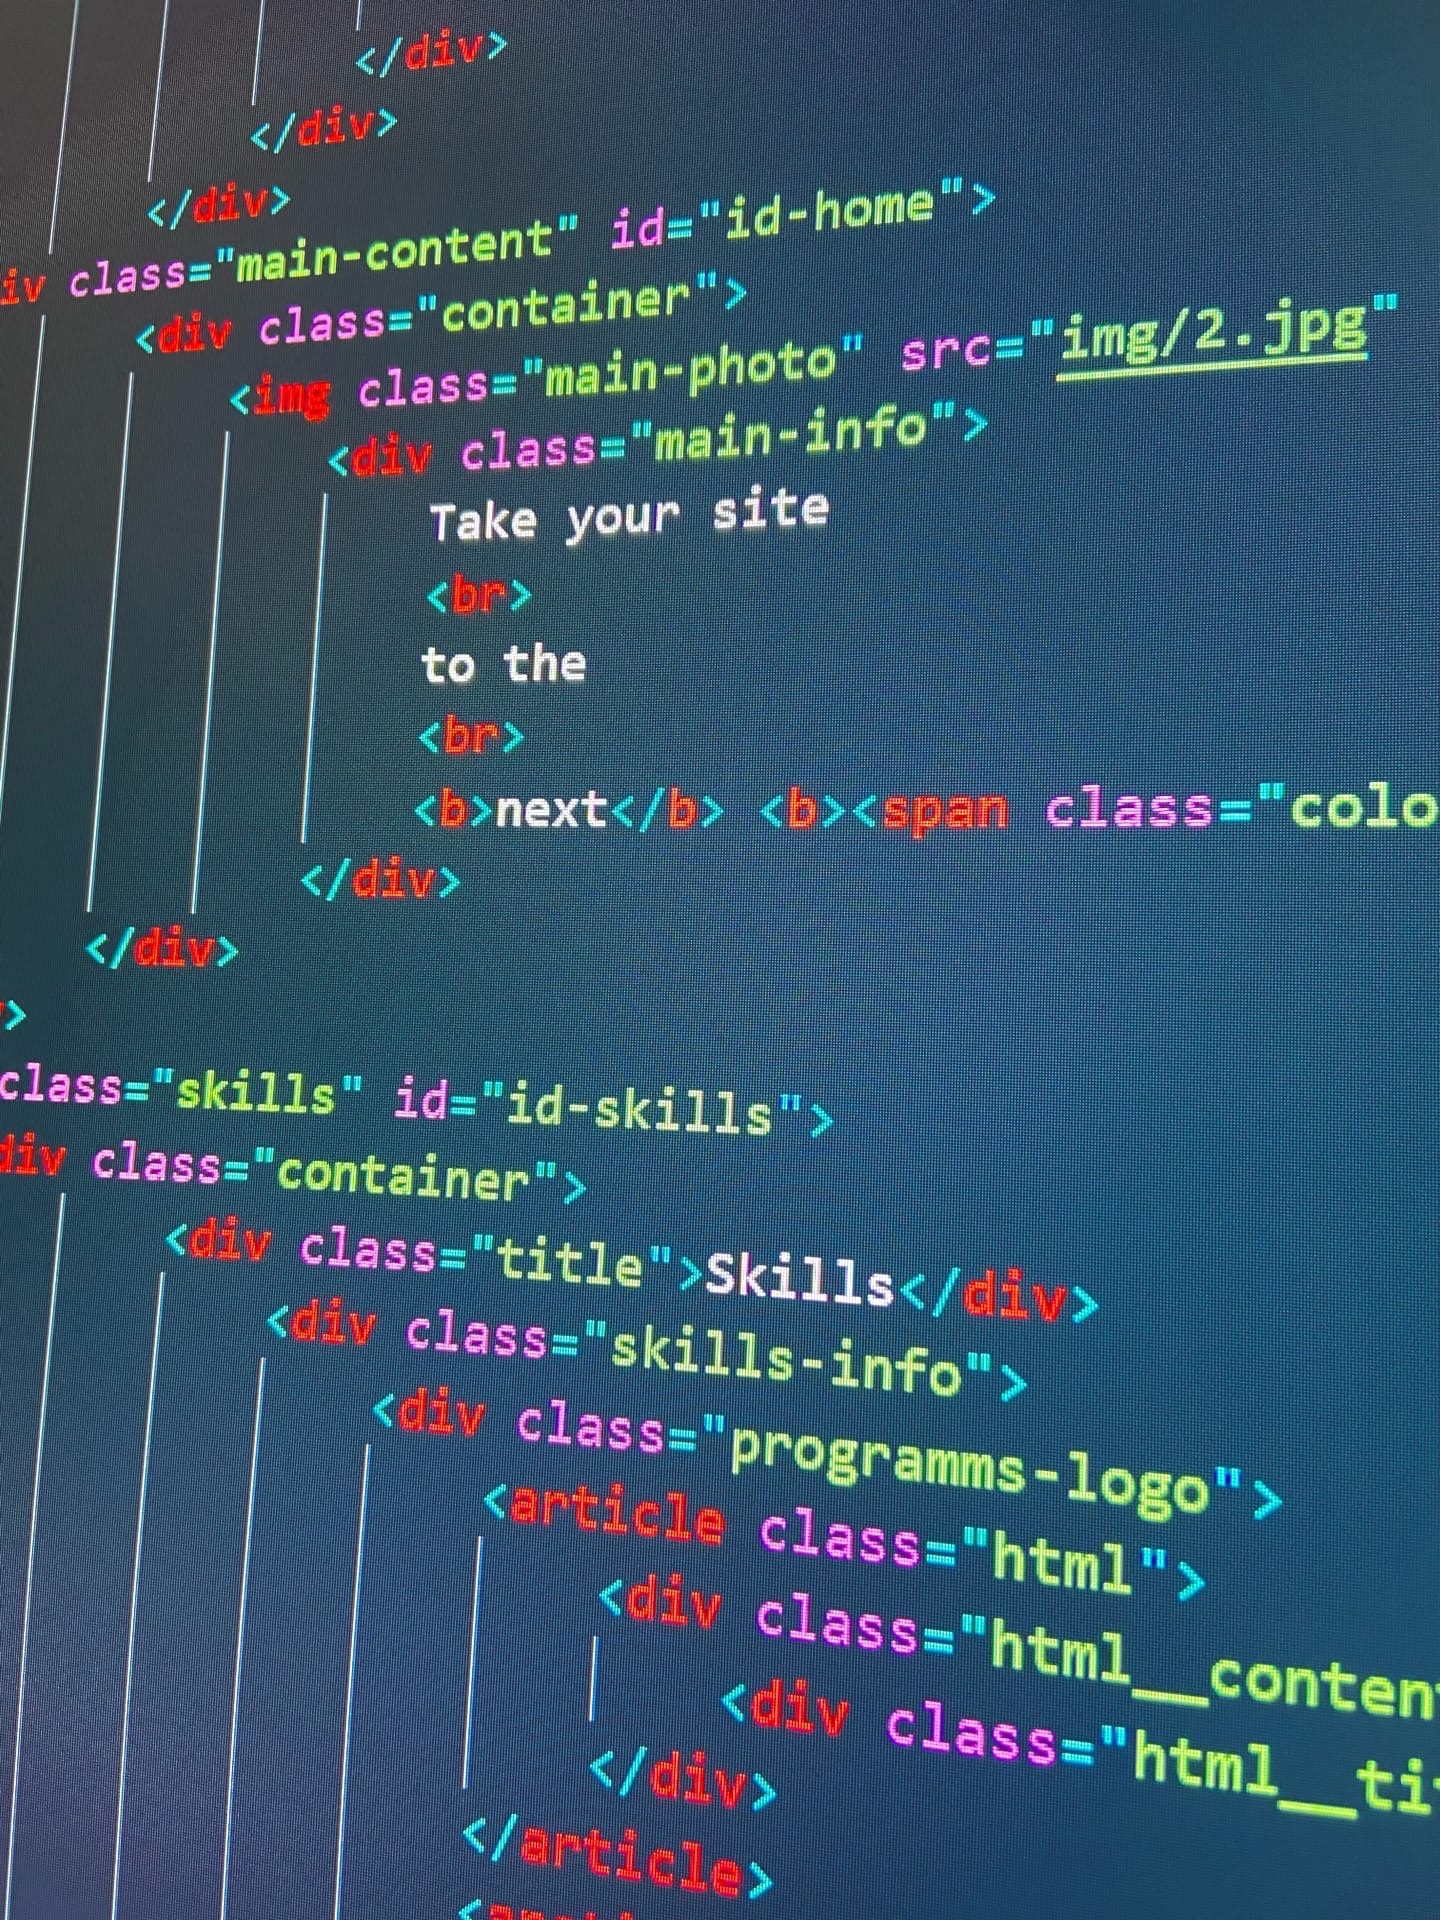 </div>
</div>
</div>
iv class="main-content" id="id-home">
<div class="container">
<img class="main-photo" src="img/2.jpg"
<div class="main-info">
Take your site
<br>
to the
<br>
<b>next</b> <b><span class="colo
</div>
</div>
>
class="skills" id="id-skills">
div class="container">
<div class="title">Skills</div>
<div class="skills-info">
<div class="programms-logo">
<article class="html">
<div class="html__conten
<div class="html__ti
</div>
</article>